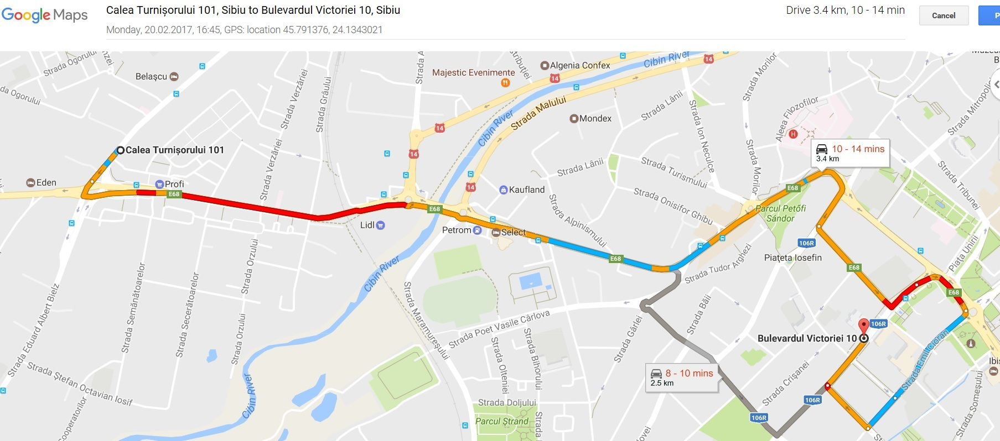 Google Maps
Calea Turnișorului 101, Sibiu to Bulevardul Victoriei 10, Sibiu
Drive 3.4 km, 10 - 14 min
Cancel
P
Monday, 20.02.2017, 16:45, GPS: location 45.791376, 24.1343021
Strada Ogorului
da Ogorului
Belașcu
Strada Verzăriei
Strada Grâului
Strada A
Majestic Evenimente
Algenia Confex
Cibin River
14
14
Strada Morilor
Strada Mitropoliei
Strada Malului
Cibin River
Mondex
Strada Lânii
Strada Ion Neculce
Aleea Filozofilor
H
14
14
Calea Turnișorului 101
Strada Verzăriei
Eden
Profi
E68
Strada Lânii
Strada Turismului
Strada Morilor
10 - 14 mins
3.4 km
14
Kaufland
E68
Strada Tribunei
Strada Onisifor Ghibu
Parcul Petőfi
Sándor
E68
Lidl
Petrom
Select
Strada Alpinismului
106R
Piațeta Iosefin
E68
Strada Tudor Arghezi
E68
Piața Unirii
E68
Cibin River
Strada Orzului
Strada Semănătoarelor
Strada Secerătoarelor
Strada Eduard Albert Bielz
Strada Orzului
Strada Maramureșului
Strada Poet Vasile Cârlova
Strada Gârlei
Strada Băii
106R
Bulevardul Victoriei 10
Strada Emil Cioran
Strada Olteniei
Strada Bihorului
Ibis
8 - 10 mins
2.5 km
Strada Crișanei
Strada Ștefan Octavian Iosif
Cibin River
Strada Doljului
Parcul Ștrand
106R
106R
Strada Someșului
Cooperatorilor
ovei